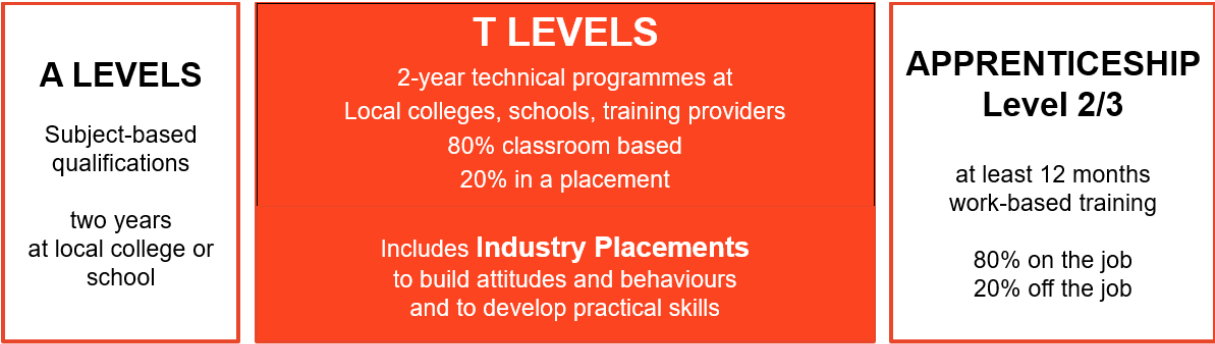 A LEVELS
Subject-based
qualifications
two years
at local college or
school
T LEVELS
2-year technical programmes at
Local colleges, schools, training providers
80% classroom based
20% in a placement
Includes Industry Placements
to build attitudes and behaviours
and to develop practical skills
APPRENTICESHIP
Level 2/3
at least 12 months
work-based training
80% on the job
20% off the job